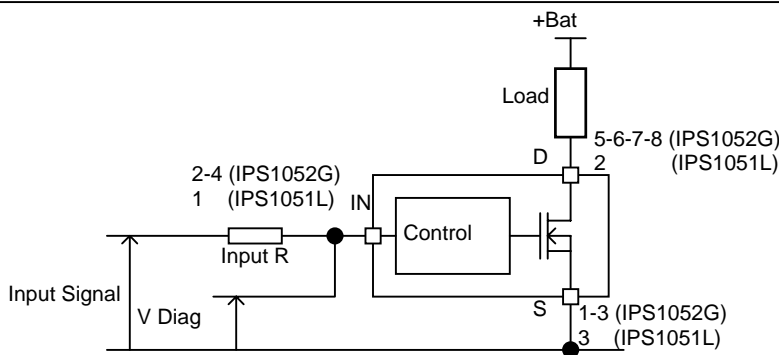 +Bat
Load
5-6-7-8 (IPS1052G)
D 2 (IPS1051L)
2-4 (IPS1052G)
1 (IPS1051L)
IN
Control
Input R
Input Signal
V Diag
S 1-3 (IPS1052G)
3 (IPS1051L)